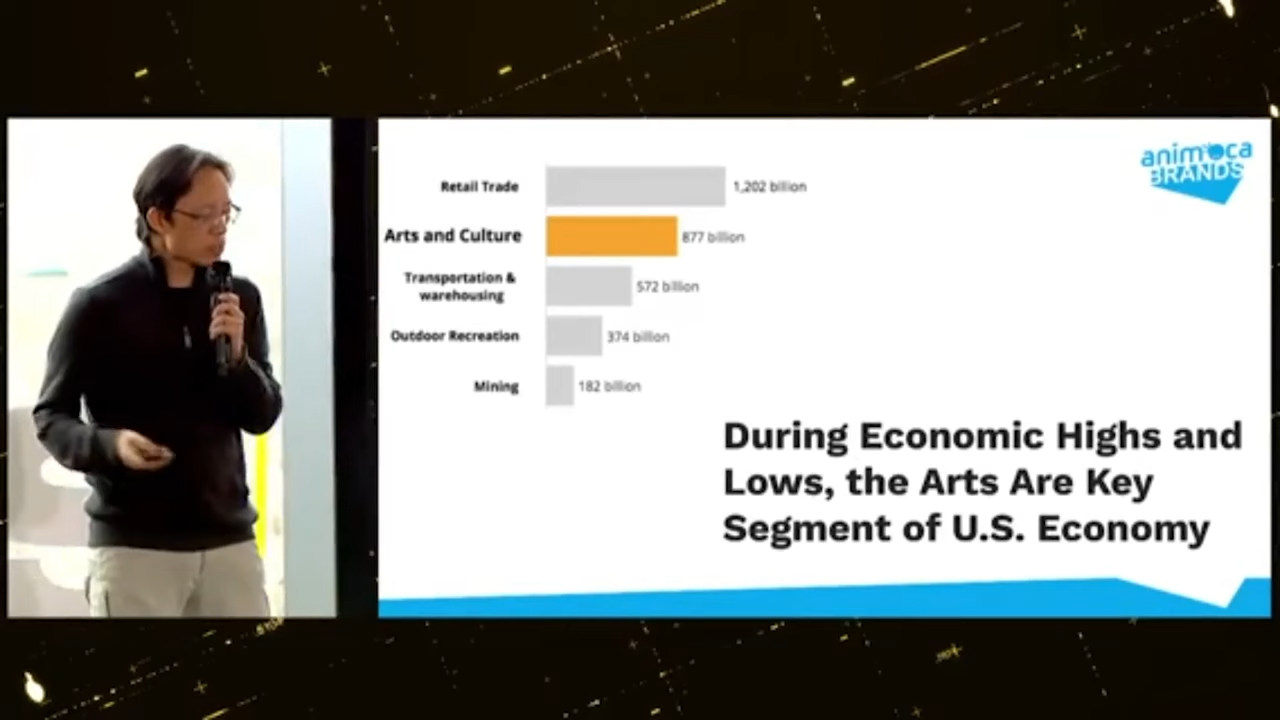 animoca
BRANDS
Retail Trade
1,202 billion
Arts and Culture
877 billion
Transportation &
warehousing
572 billion
Outdoor Recreation
374 billion
Mining
182 billion
During Economic Highs and
Lows, the Arts Are Key
Segment of U.S. Economy